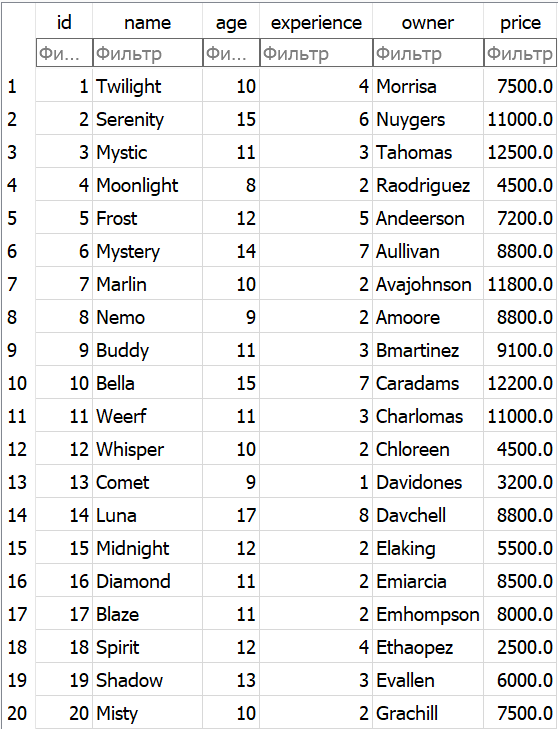 id name age experience owner price
Фи... Фильтр Фи... Фильтр Фильтр Фильтр
1 1 Twilight 10 4 Morrisa 7500.0
2 2 Serenity 15 6 Nuygers 11000.0
3 3 Mystic 11 3 Tahomas 12500.0
4 4 Moonlight 8 2 Raodriguez 4500.0
5 5 Frost 12 5 Andeerson 7200.0
6 6 Mystery 14 7 Aullivan 8800.0
7 7 Marlin 10 2 Avajohnson 11800.0
8 8 Nemo 9 2 Amoore 8800.0
9 9 Buddy 11 3 Bmartinez 9100.0
10 10 Bella 15 7 Caradams 12200.0
11 11 Weerf 11 3 Charlomas 11000.0
12 12 Whisper 10 2 Chloreen 4500.0
13 13 Comet 9 1 Davidones 3200.0
14 14 Luna 17 8 Davchell 8800.0
15 15 Midnight 12 2 Elaking 5500.0
16 16 Diamond 11 2 Emiarcia 8500.0
17 17 Blaze 11 2 Emhompson 8000.0
18 18 Spirit 12 4 Ethaopez 2500.0
19 19 Shadow 13 3 Evallen 6000.0
20 20 Misty 10 2 Grachill 7500.0